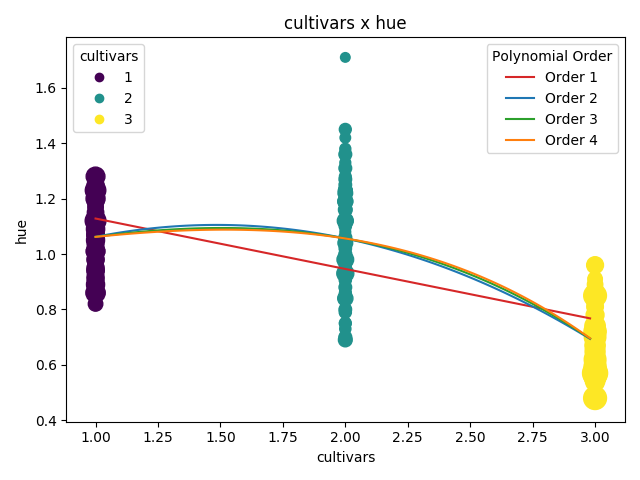 cultivars x hue
cultivars
1
2
3
Polynomial Order
Order 1
Order 2
Order 3
Order 4
hue
1.6
1.4
1.2
1.0
0.8
0.6
0.4
1.00 1.25 1.50 1.75 2.00 2.25 2.50 2.75 3.00
cultivars